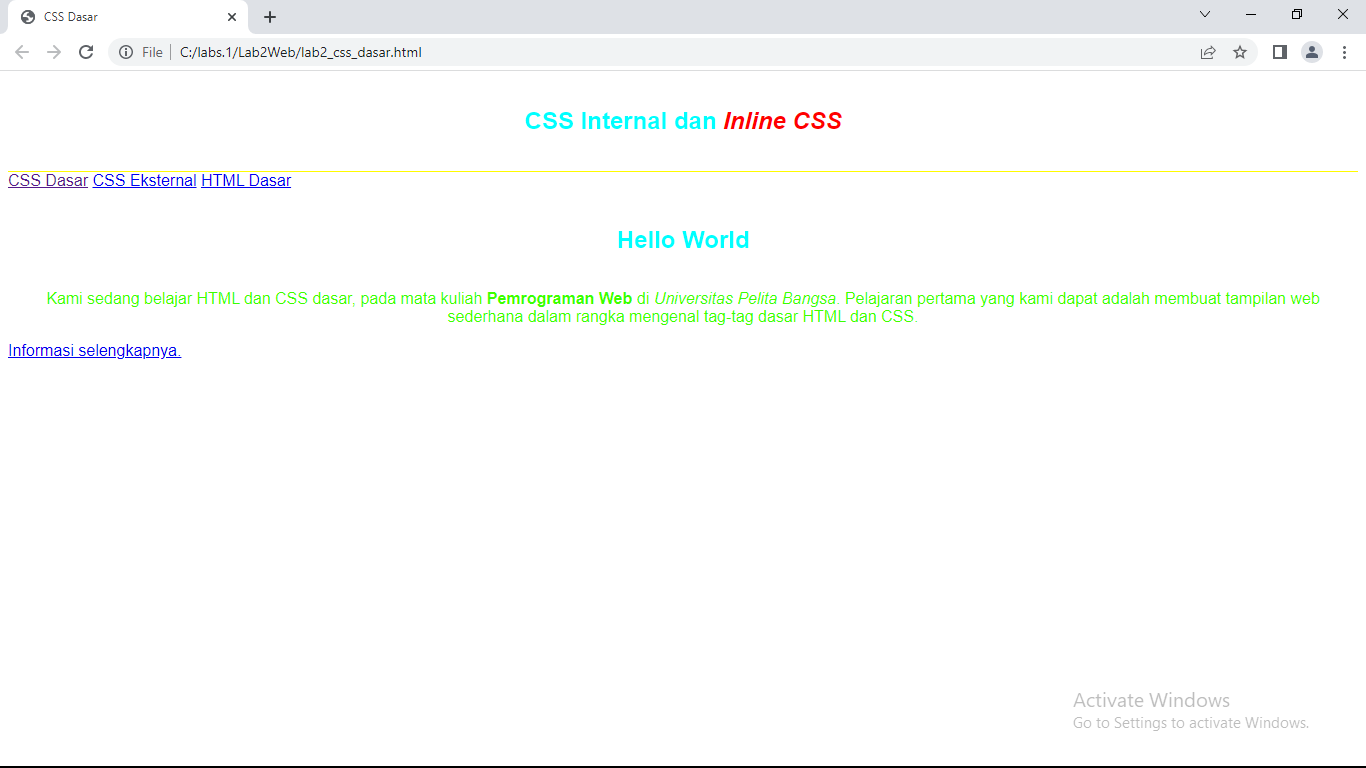 CSS Dasar
File
C:/labs.1/Lab2Web/lab2_css_dasar.html
CSS Internal dan Inline CSS
CSS Dasar CSS Eksternal HTML Dasar
Hello World
Kami sedang belajar HTML dan CSS dasar, pada mata kuliah Pemrograman Web di Universitas Pelita Bangsa. Pelajaran pertama yang kami dapat adalah membuat tampilan web
sederhana dalam rangka mengenal tag-tag dasar HTML dan CSS.
Informasi selengkapnya.
Activate Windows
Go to Settings to activate Windows.